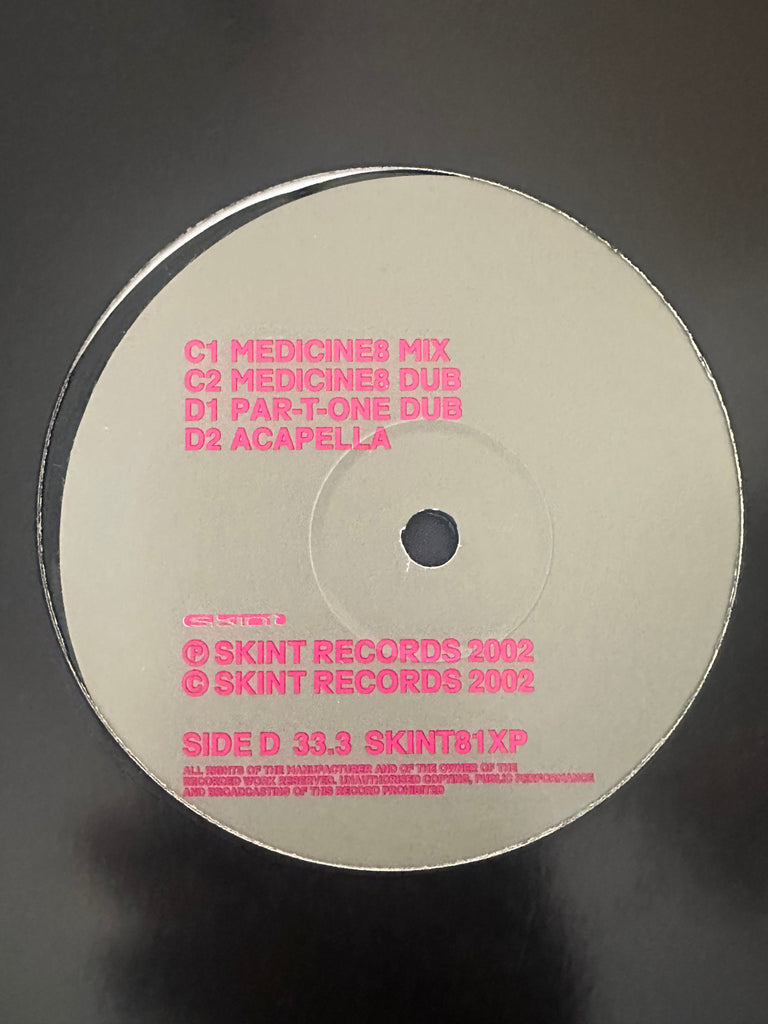 C1 MEDICINE8 MIX
C2 MEDICINE8 DUB
D1 PAR-T-ONE DUB
D2 ACAPELLA
SKINT
Ⓟ SKINT RECORDS 2002
© SKINT RECORDS 2002
SIDE D 33.3 SKINT81XP
ALL RIGHTS OF THE MANUFACTURER AND OF THE OWNER OF THE
RECORDED WORK RESERVED. UNAUTHORISED COPYING, PUBLIC PERFORMANCE
AND BROADCASTING OF THIS RECORD PROHIBITED